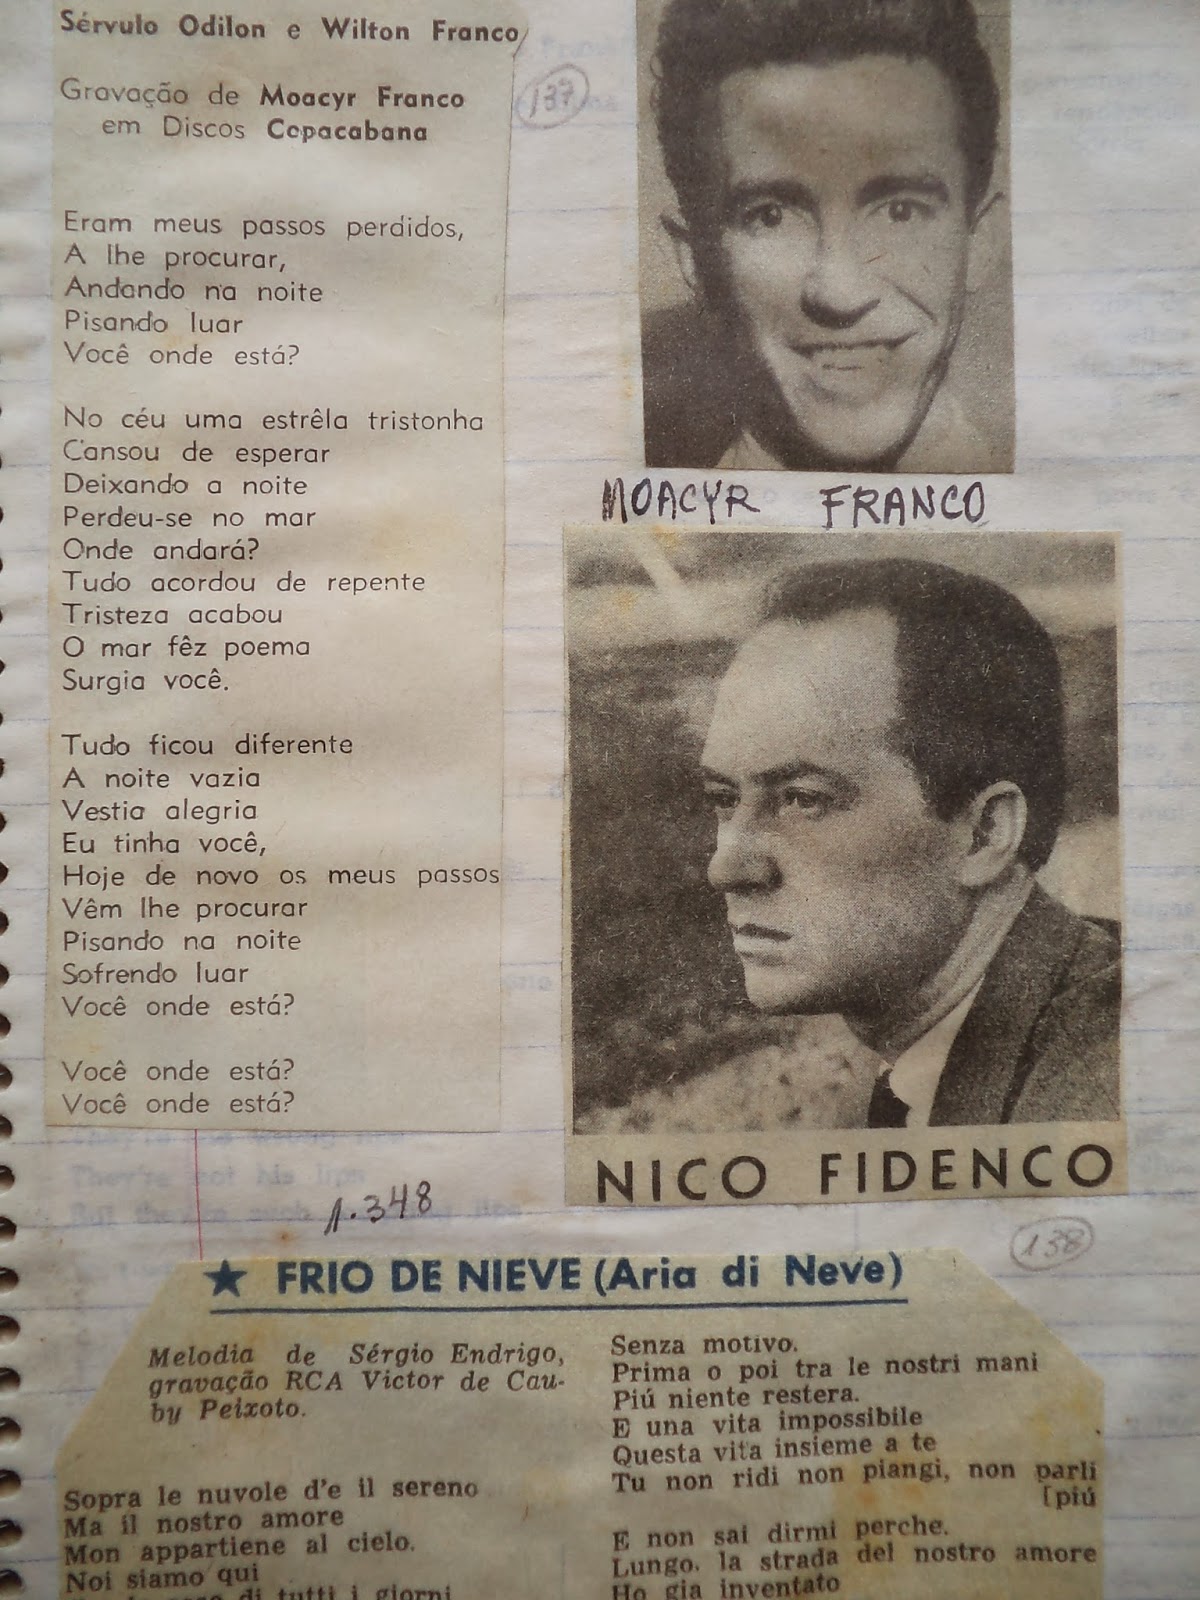 Sérvulo Odilon e Wilton Franco
137
Gravação de Moacyr Franco
em Discos Copacabana
Eram meus passos perdidos,
A lhe procurar,
Andando na noite
Pisando luar
Você onde está?
No céu uma estrêla tristonha
Cansou de esperar
Deixando a noite
Perdeu-se no mar
Onde andará?
Tudo acordou de repente
Tristeza acabou
O mar fêz poema
Surgia você.
Tudo ficou diferente
A noite vazia
Vestia alegria
Eu tinha você,
Hoje de novo os meus passos
Vêm lhe procurar
Pisando na noite
Sofrendo luar
Você onde está?
Você onde está?
Você onde está?
MOACYR FRANCO
NICO FIDENCO
They're not his lips
1.348
138
★ FRIO DE NIEVE (Aria di Neve)
Melodia de Sérgio Endrigo,
gravação RCA Victor de Cau-
by Peixoto.
Sopra le nuvole d'e il sereno
Ma il nostro amore
Mon appartiene al cielo.
Noi siamo qui
di tutti i giorni
Senza motivo.
Prima o poi tra le nostri mani
Piú niente restera.
E una vita impossibile
Questa vita insieme a te
Tu non ridi non piangi, non parli
[piú
E non sai dirmi perche.
Lungo. la strada del nostro amore
Ho gia inventato